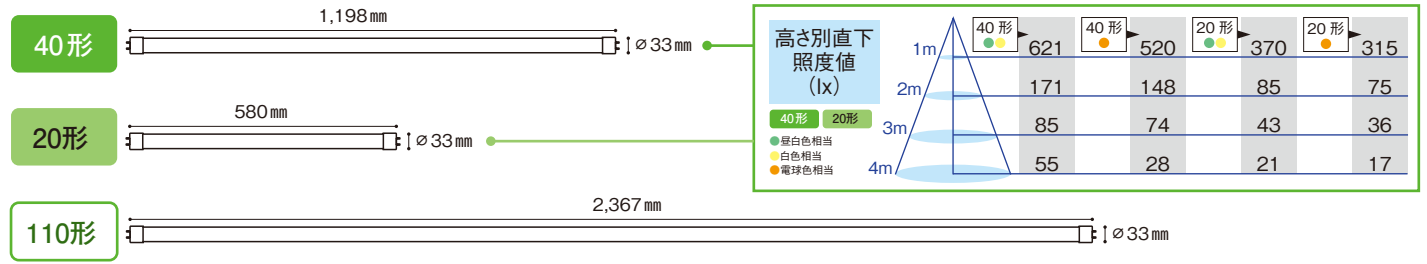 40形
1,198㎜
⌀33㎜
20形
580㎜
⌀33㎜
110形
2,367㎜
⌀33㎜
高さ別直下
照度値
（lx）
40形 20形
昼白色相当
白色相当
電球色相当
40形 40形 20形 20形
1m 621 520 370 315
2m 171 148 85 75
3m 85 74 43 36
4m 55 28 21 17